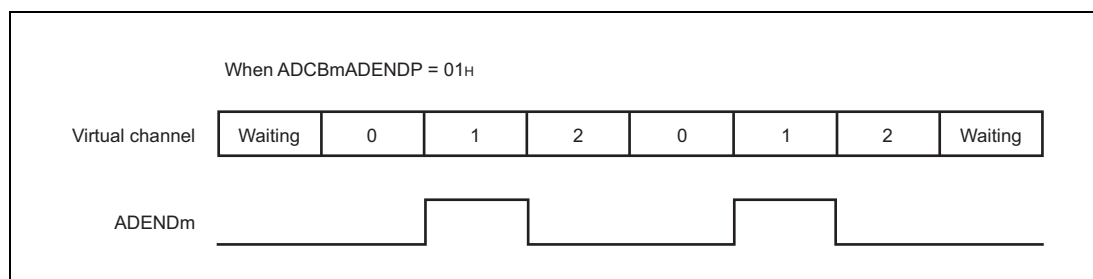 When ADCBmADENDP = 01H
Virtual channel Waiting 0 1 2 0 1 2 Waiting
ADENDm